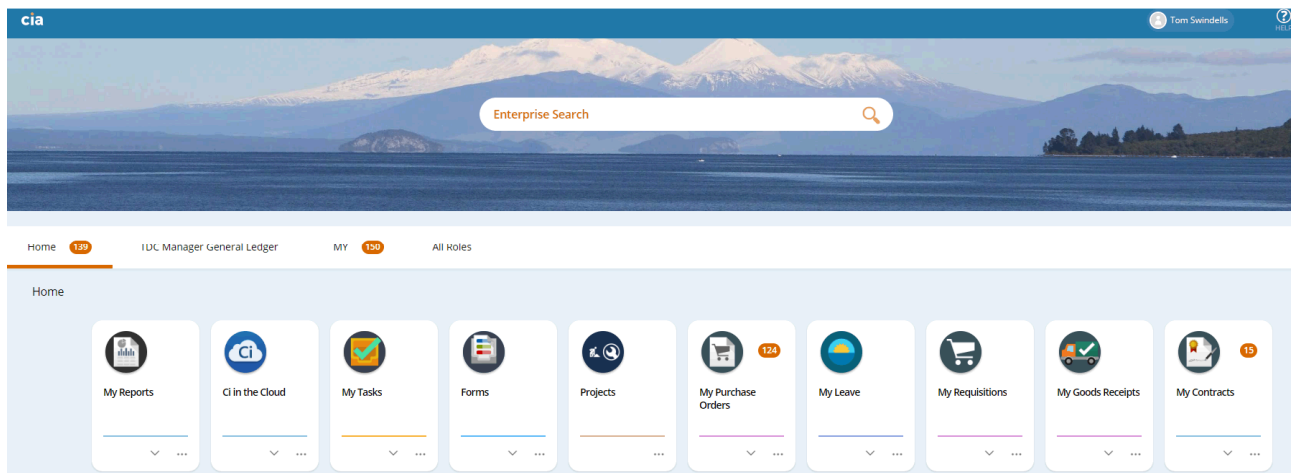 cia
Tom Swindells
HELP
Enterprise Search
Home 139 TDC Manager General Ledger MY 150 All Roles
Home
Ci
124
15
My Reports
Ci in the Cloud
My Tasks
Forms
Projects
My Purchase
Orders
My Leave
My Requisitions
My Goods Receipts
My Contracts